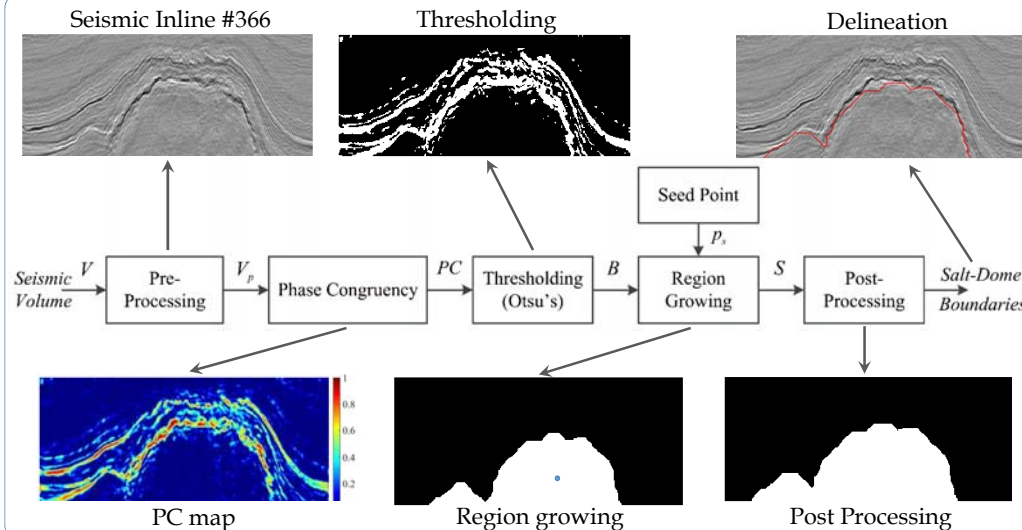 Seismic Inline #366
Thresholding
Delineation
Seed Point
p_s
V
V_p
PC
B
S
Seismic
Volume
Pre-
Processing
Phase Congruency
Thresholding
(Otsu's)
Region
Growing
Post-
Processing
Salt-Dome
Boundaries
1
0.8
0.6
0.4
0.2
PC map
Region growing
Post Processing